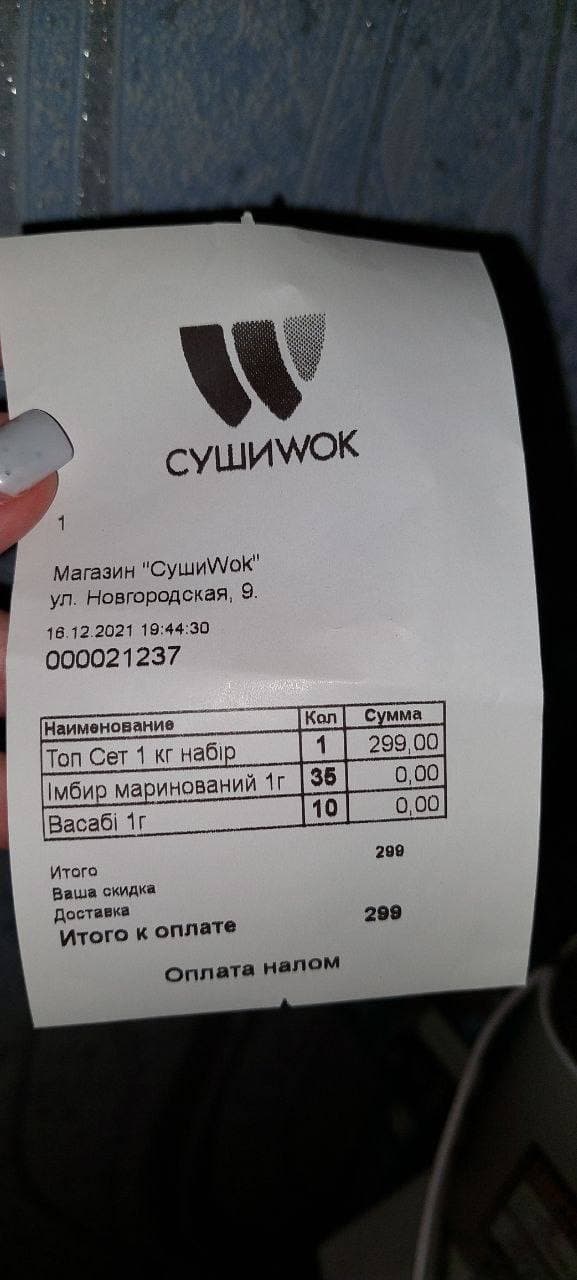 СУШИWOK
1
Магазин "СушиWok"
ул. Новгородская, 9.
16.12.2021 19:44:30
000021237
Наименование Кол Сумма
Топ Сет 1 кг набір 1 299,00
Імбир маринований 1г 35 0,00
Васабі 1г 10 0,00
Итого 299
Ваша скидка
Доставка
Итого к оплате 299
Оплата налом